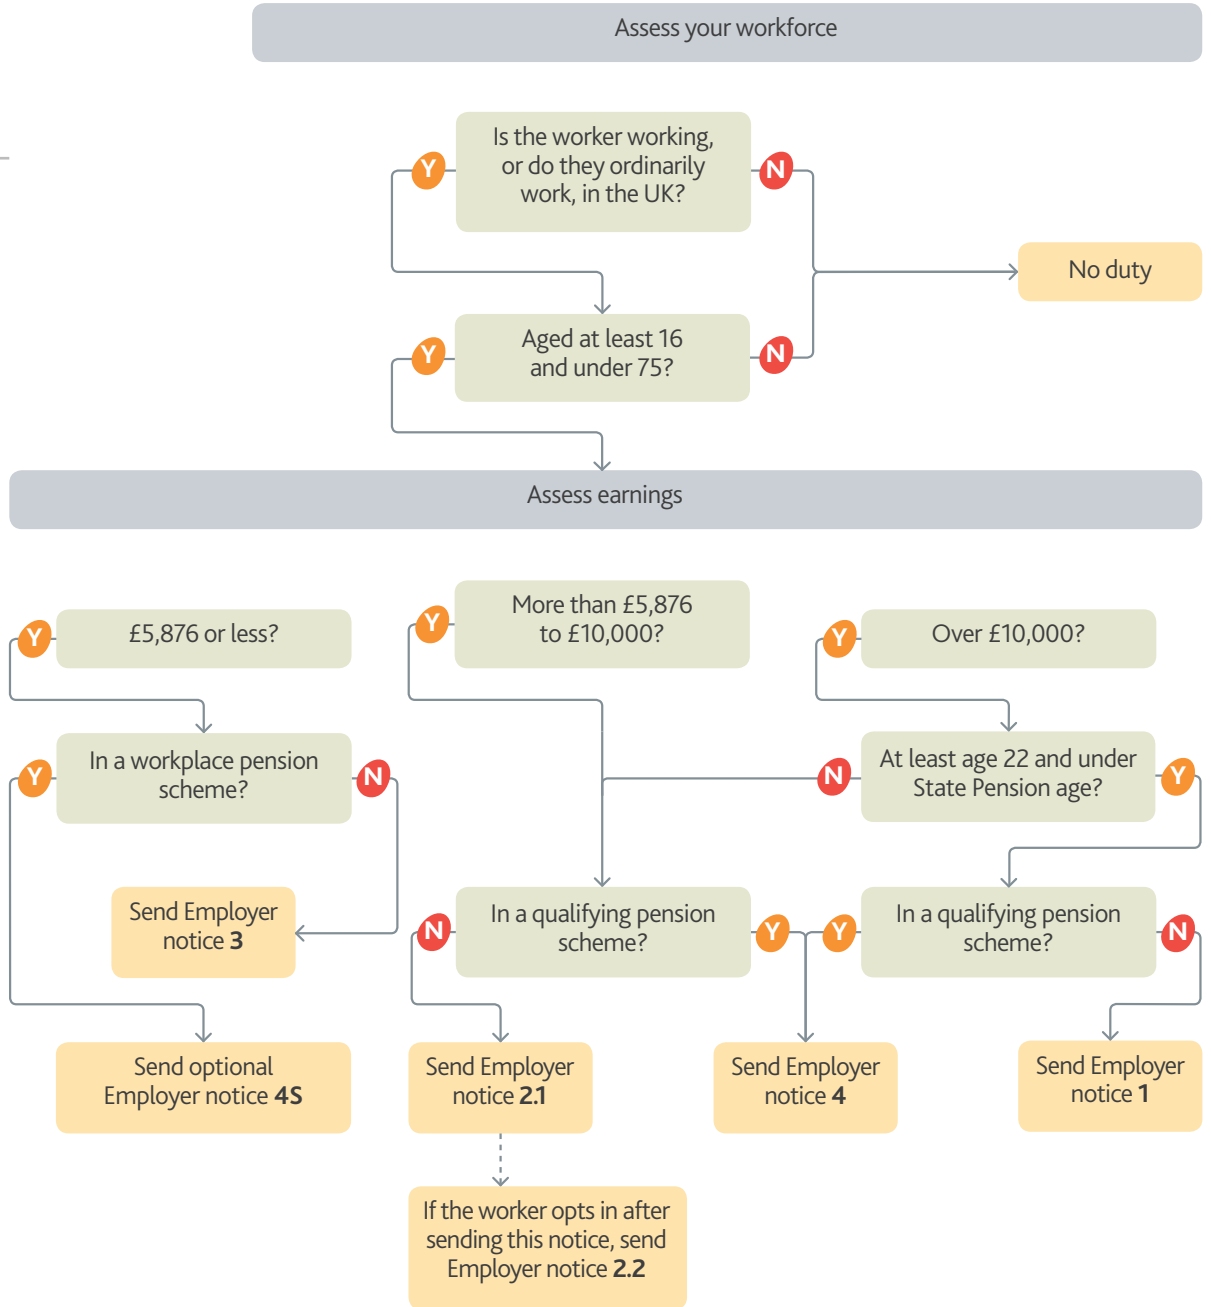 Assess your workforce
Is the worker working,
or do they ordinarily
work, in the UK?
Y
N
No duty
Aged at least 16
and under 75?
Y
N
Assess earnings
£5,876 or less?
Y
More than £5,876
to £10,000?
Y
Over £10,000?
Y
In a workplace pension
scheme?
Y
N
At least age 22 and under
State Pension age?
N
Y
Send Employer
notice 3
In a qualifying pension
scheme?
N
Y
In a qualifying pension
scheme?
Y
N
Send optional
Employer notice 4S
Send Employer
notice 2.1
Send Employer
notice 4
Send Employer
notice 1
If the worker opts in after
sending this notice, send
Employer notice 2.2